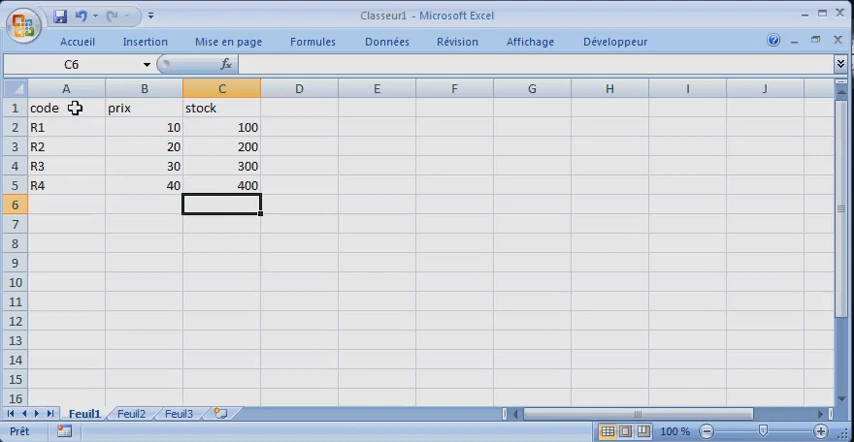 Classeur1 - Microsoft Excel
Accueil Insertion Mise en page Formules Données Révision Affichage Développeur
C6 fx
A B C D E F G H I J
1 code prix stock
2 R1 10 100
3 R2 20 200
4 R3 30 300
5 R4 40 400
6
7
8
9
10
11
12
13
14
15
16
Feuil1 Feuil2 Feuil3
Prêt 100 %